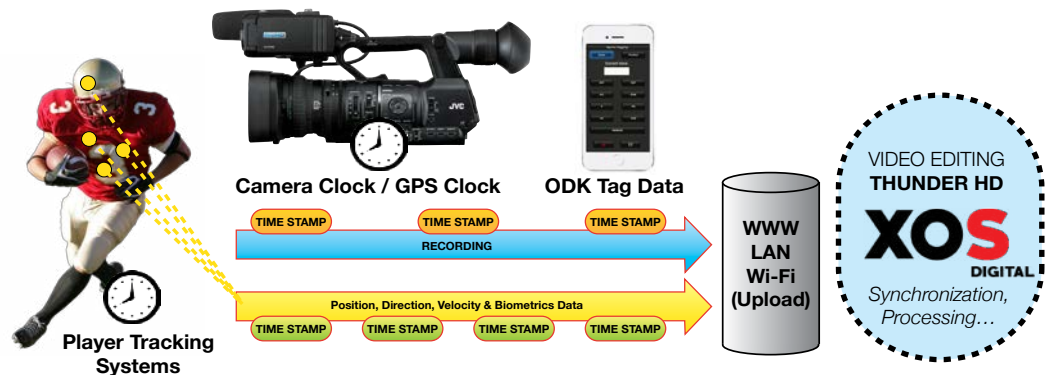 3
3
JVC
Camera Clock / GPS Clock
ODK Tag Data
TIME STAMP
TIME STAMP
TIME STAMP
RECORDING
Position, Direction, Velocity & Biometrics Data
TIME STAMP
TIME STAMP
TIME STAMP
TIME STAMP
Player Tracking
Systems
WWW
LAN
Wi-Fi
(Upload)
VIDEO EDITING
THUNDER HD
XOS
DIGITAL
Synchronization,
Processing...